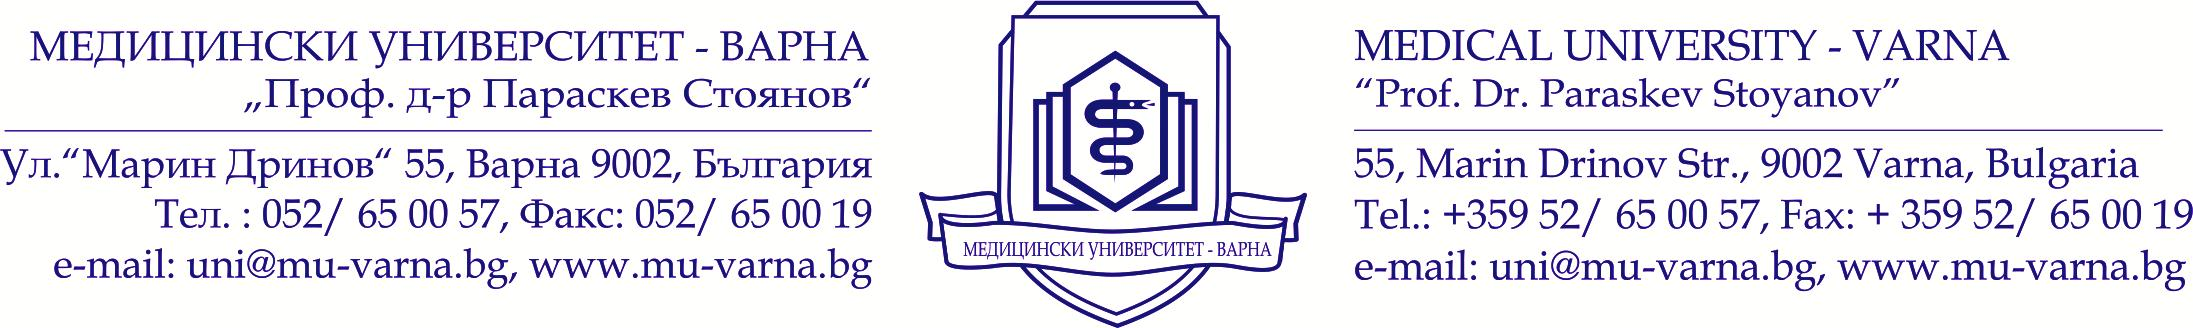 МЕДИЦИНСКИ УНИВЕРСИТЕТ - ВАРНА
„Проф. д-р Параскев Стоянов“
Ул.“Марин Дринов“ 55, Варна 9002, България
Тел. : 052/ 65 00 57, Факс: 052/ 65 00 19
e-mail: uni@mu-varna.bg, www.mu-varna.bg
МЕДИЦИНСКИ УНИВЕРСИТЕТ - ВАРНА
MEDICAL UNIVERSITY - VARNA
“Prof. Dr. Paraskev Stoyanov”
55, Marin Drinov Str., 9002 Varna, Bulgaria
Tel.: +359 52/ 65 00 57, Fax: + 359 52/ 65 00 19
e-mail: uni@mu-varna.bg, www.mu-varna.bg